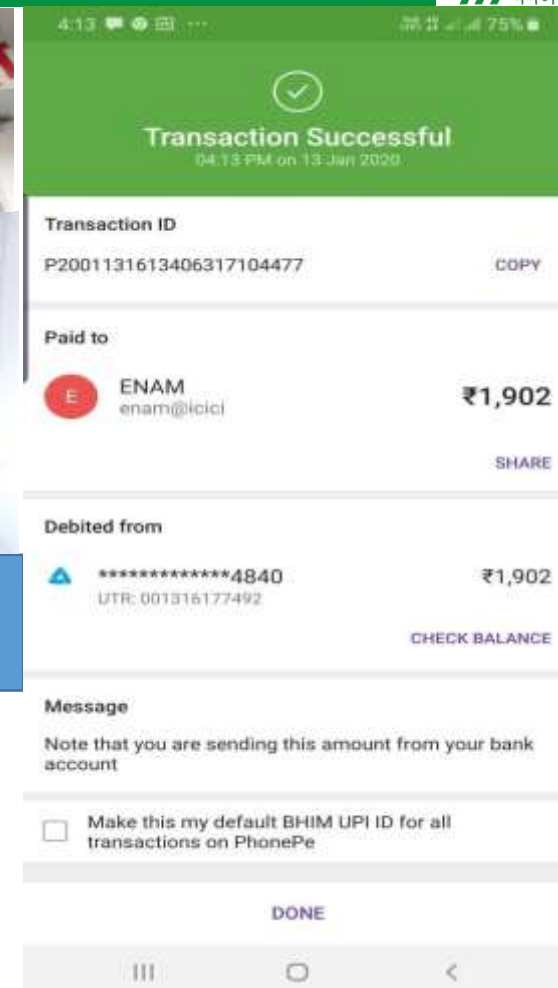 4:13
75%
Transaction Successful
04:13 PM on 13 Jan 2020
Transaction ID
P2001131613406317104477
COPY
Paid to
E
ENAM
enam@icici
₹1,902
SHARE
Debited from
*************4840
₹1,902
UTR: 001316177492
CHECK BALANCE
Message
Note that you are sending this amount from your bank
account
Make this my default BHIM UPI ID for all
transactions on PhonePe
DONE